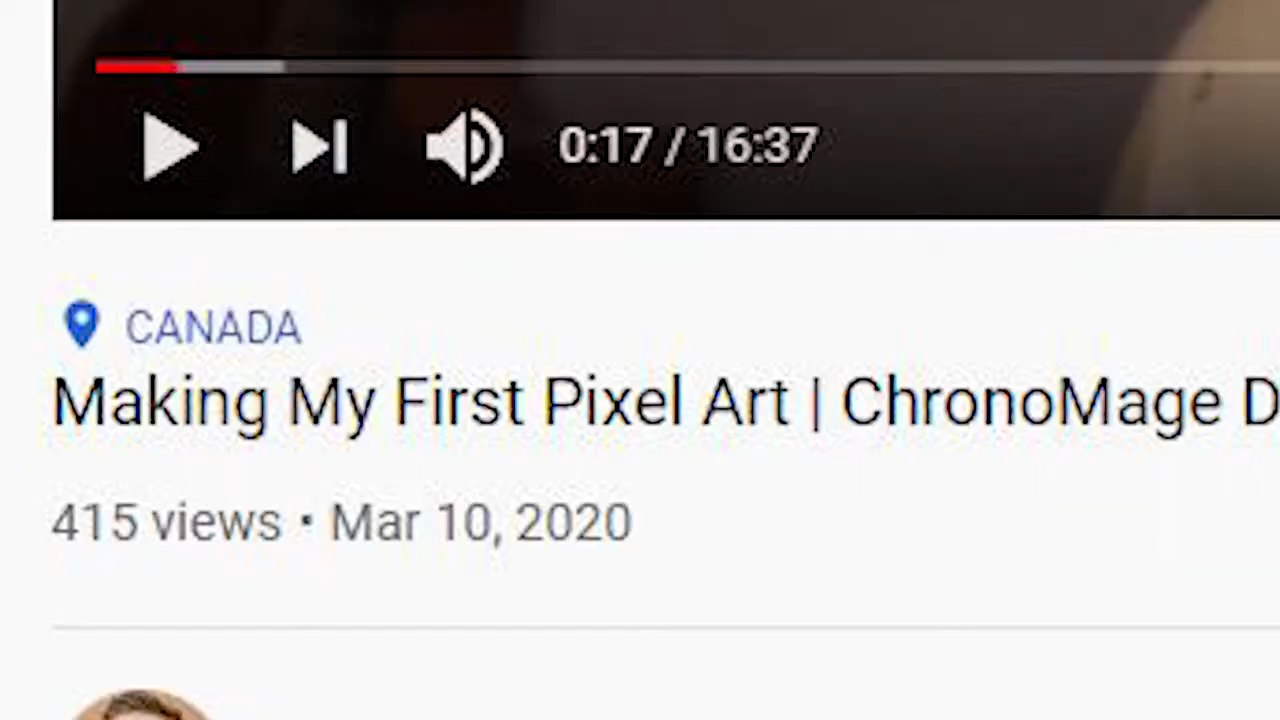 0:17 / 16:37
CANADA
Making My First Pixel Art | ChronoMage D
415 views • Mar 10, 2020